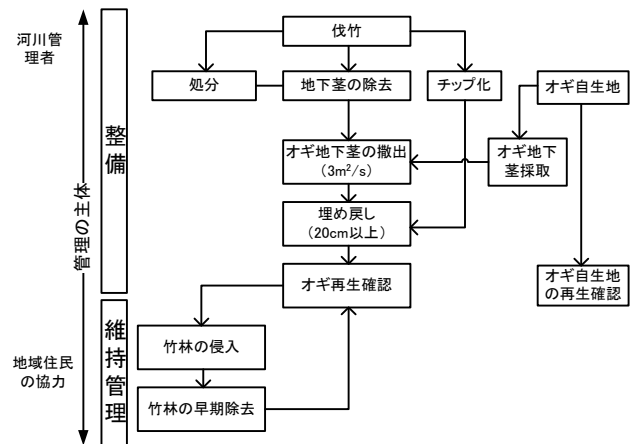 河川管
理者
管理の主体
地域住民
の協力
整備
維持管理
伐竹
処分
地下茎の除去
チップ化
オギ自生地
オギ地下茎の撒出
(3m²/s)
オギ地下
茎採取
埋め戻し
(20cm以上)
オギ再生確認
オギ自生地
の再生確認
竹林の侵入
竹林の早期除去